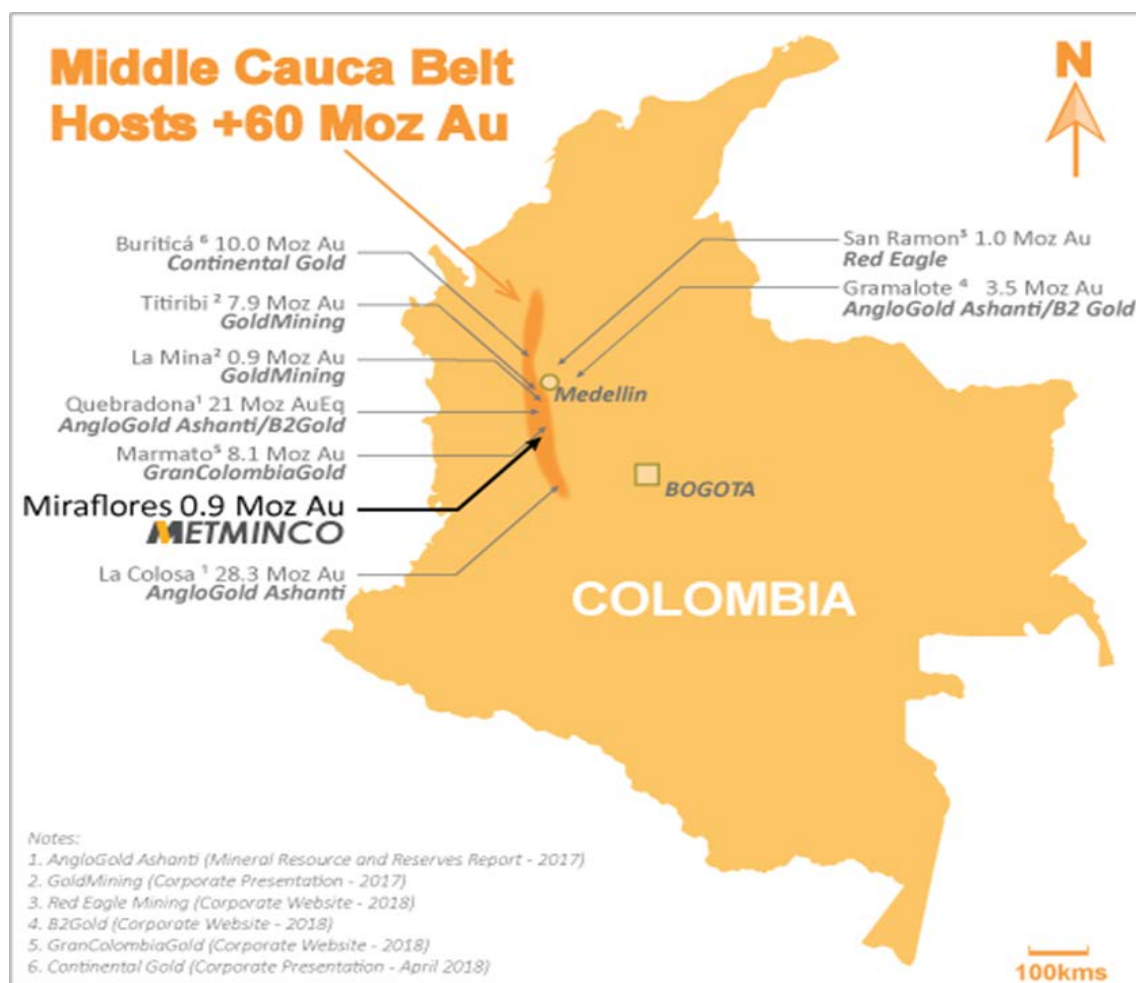 Middle Cauca Belt
Hosts +60 Moz Au
N
Buriticá ⁶ 10.0 Moz Au
Continental Gold
Titiribi ² 7.9 Moz Au
GoldMining
La Mina² 0.9 Moz Au
GoldMining
Quebradona¹ 21 Moz AuEq
AngloGold Ashanti/B2Gold
Marmato⁵ 8.1 Moz Au
GranColombiaGold
Miraflores 0.9 Moz Au
METMINCO
La Colosa ¹ 28.3 Moz Au
AngloGold Ashanti
San Ramon³ 1.0 Moz Au
Red Eagle
Gramalote ⁴ 3.5 Moz Au
AngloGold Ashanti/B2 Gold
Medellin
BOGOTA
COLOMBIA
Notes:
1. AngloGold Ashanti (Mineral Resource and Reserves Report - 2017)
2. GoldMining (Corporate Presentation - 2017)
3. Red Eagle Mining (Corporate Website - 2018)
4. B2Gold (Corporate Website - 2018)
5. GranColombiaGold (Corporate Website - 2018)
6. Continental Gold (Corporate Presentation - April 2018)
100kms